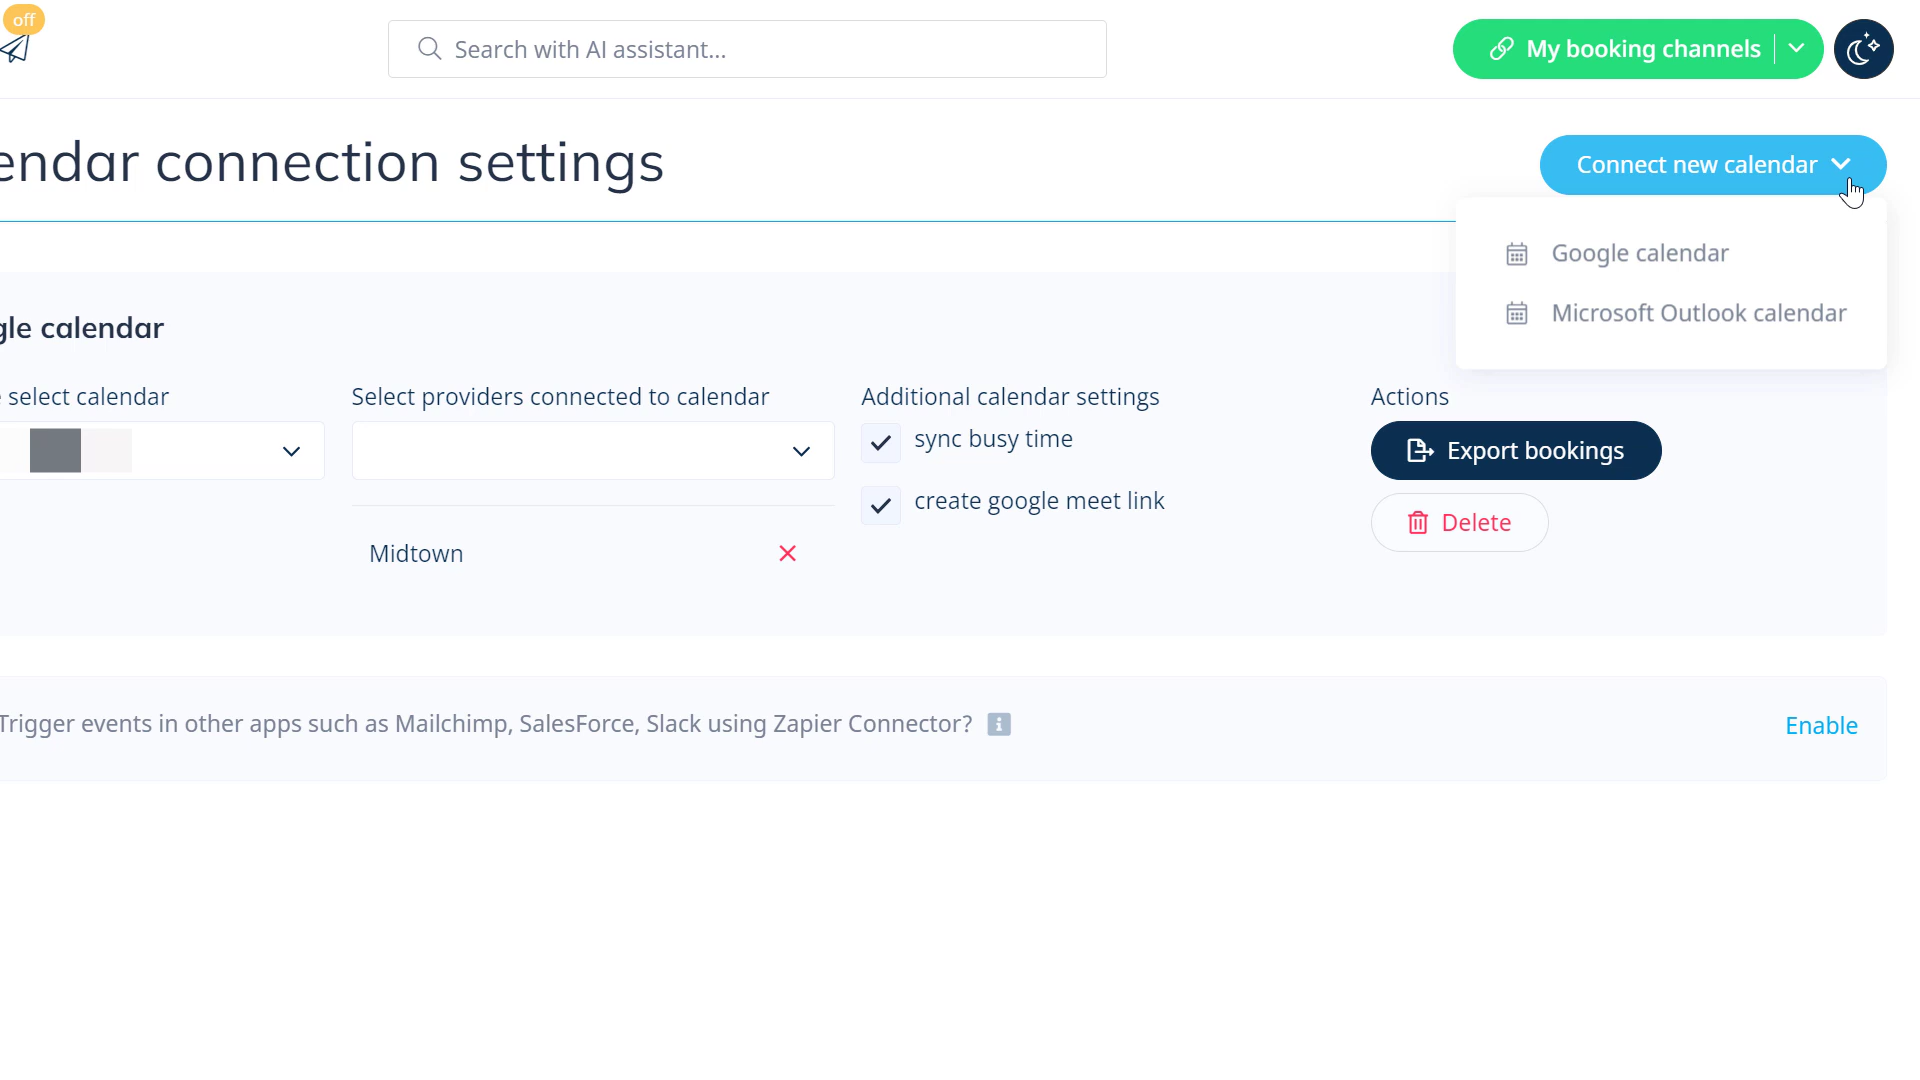 off
Search with AI assistant...
My booking channels
endar connection settings
Connect new calendar
Google calendar
Microsoft Outlook calendar
gle calendar
select calendar
Select providers connected to calendar
Additional calendar settings
Actions
sync busy time
Export bookings
create google meet link
Delete
Midtown
Trigger events in other apps such as Mailchimp, SalesForce, Slack using Zapier Connector?
Enable